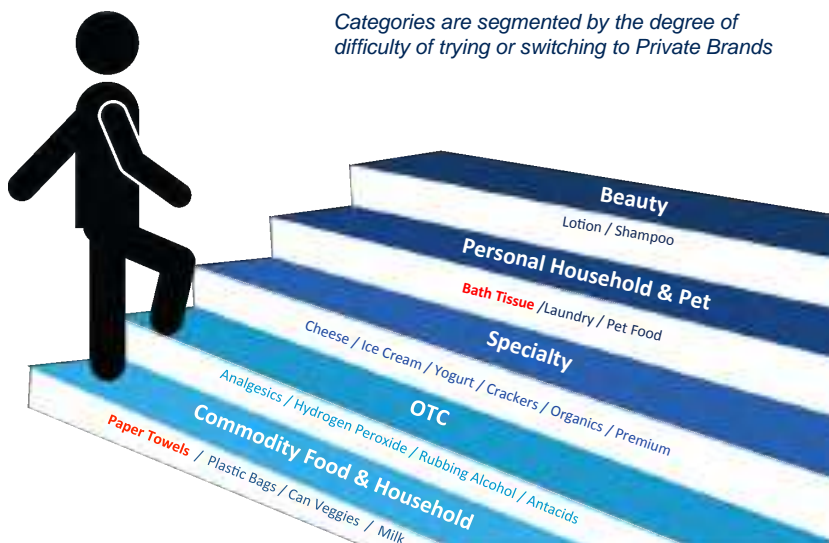 Categories are segmented by the degree of
difficulty of trying or switching to Private Brands
Beauty
Lotion / Shampoo
Personal Household & Pet
Bath Tissue /Laundry / Pet Food
Specialty
Cheese / Ice Cream / Yogurt / Crackers / Organics / Premium
OTC
Analgesics / Hydrogen Peroxide / Rubbing Alcohol / Antacids
Commodity Food & Household
Paper Towels / Plastic Bags / Can Veggies / Milk